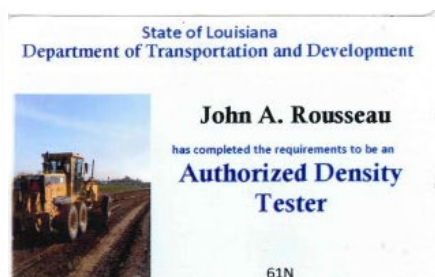 State of Louisiana
Department of Transportation and Development
John A. Rousseau
has completed the requirements to be an
Authorized Density
Tester
61N